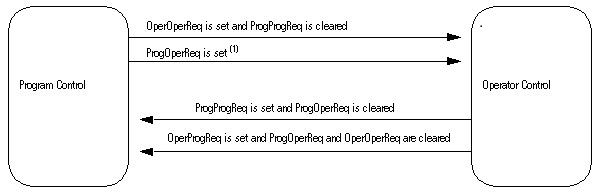 OperOperReq is set and ProgProgReq is cleared
ProgOperReq is set (1)
Program Control
Operator Control
ProgProgReq is set and ProgOperReq is cleared
OperProgReq is set and ProgOperReq and OperOperReq are cleared